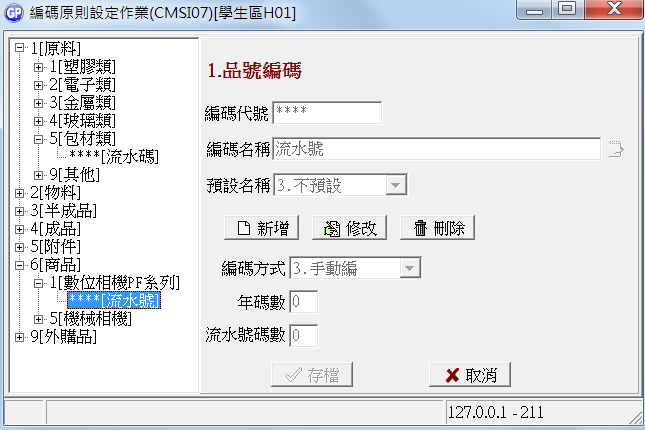 GP 編碼原則設定作業(CMSI07)[學生區H01]
1[原料]
1[塑膠類]
2[電子類]
3[金屬類]
4[玻璃類]
5[包材類]
****[流水碼]
9[其他]
2[物料]
3[半成品]
4[成品]
5[附件]
6[商品]
1[數位相機PF系列]
****[流水號]
5[機械相機]
9[外購品]
1.品號編碼
編碼代號 ****
編碼名稱 流水號
預設名稱 3.不預設
新增 修改 刪除
編碼方式 3.手動編
年碼數 0
流水號碼數 0
存檔 取消
127.0.0.1 - 211